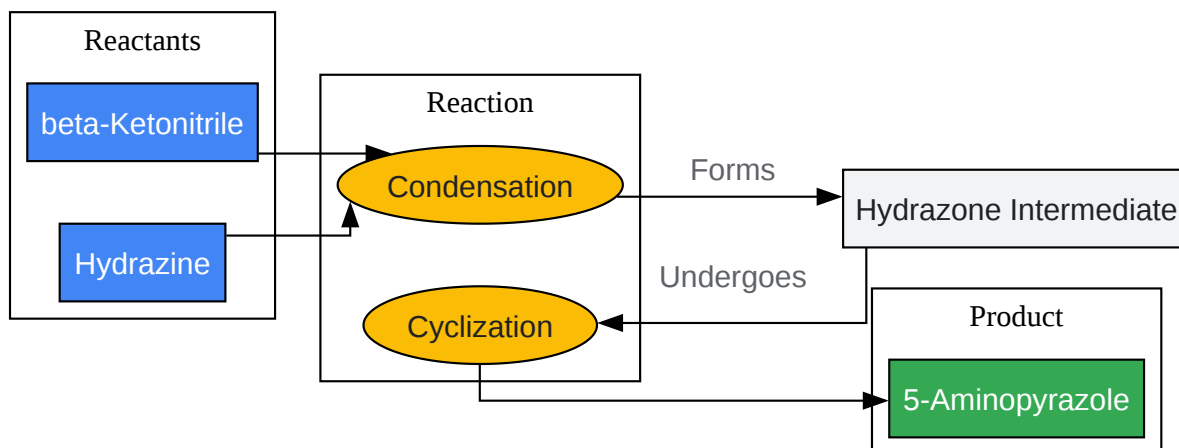 Reactants
beta-Ketonitrile
Hydrazine
Reaction
Condensation
Cyclization
Forms
Undergoes
Hydrazone Intermediate
Product
5-Aminopyrazole